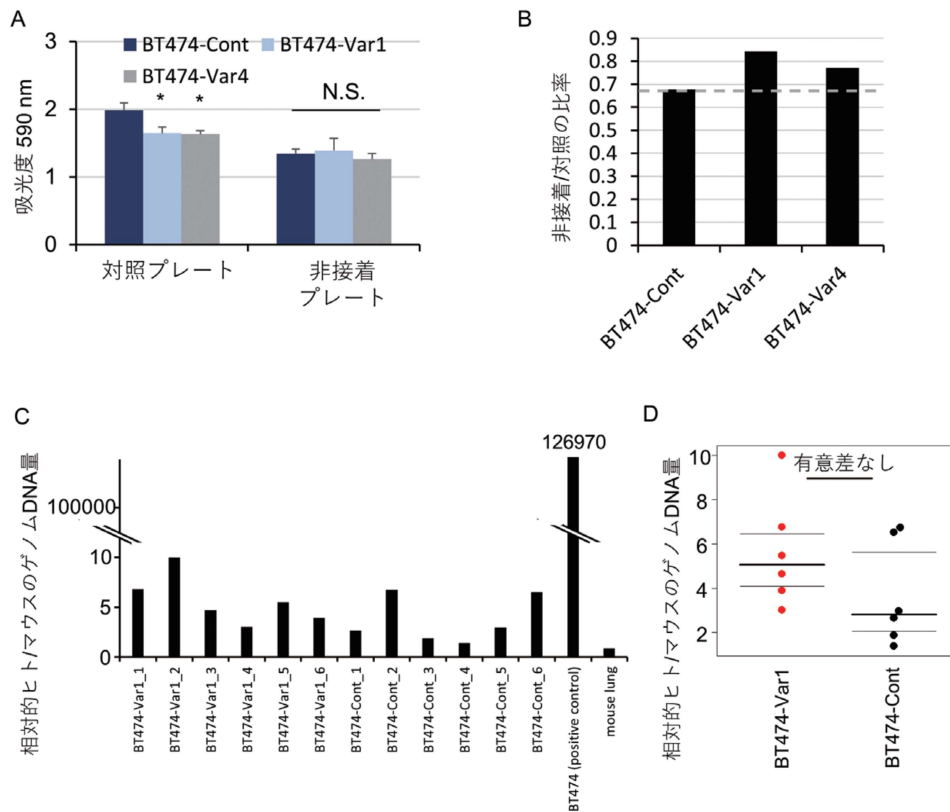 A
BT474-Cont BT474-Var1
BT474-Var4
吸光度 590 nm
3
2
1
0
* *
N.S.
対照プレート
非接着
プレート
B
非接着/対照の比率
0.9
0.8
0.7
0.6
0.5
0.4
0.3
0.2
0.1
0
BT474-Cont
BT474-Var1
BT474-Var4
C
相対的ヒト/マウスのゲノムDNA量
126970
100000
10
5
0
BT474-Var1_1
BT474-Var1_2
BT474-Var1_3
BT474-Var1_4
BT474-Var1_5
BT474-Var1_6
BT474-Cont_1
BT474-Cont_2
BT474-Cont_3
BT474-Cont_4
BT474-Cont_5
BT474-Cont_6
BT474 (positive control)
mouse lung
D
相対的ヒト/マウスのゲノムDNA量
有意差なし
10
8
6
4
2
BT474-Var1
BT474-Cont